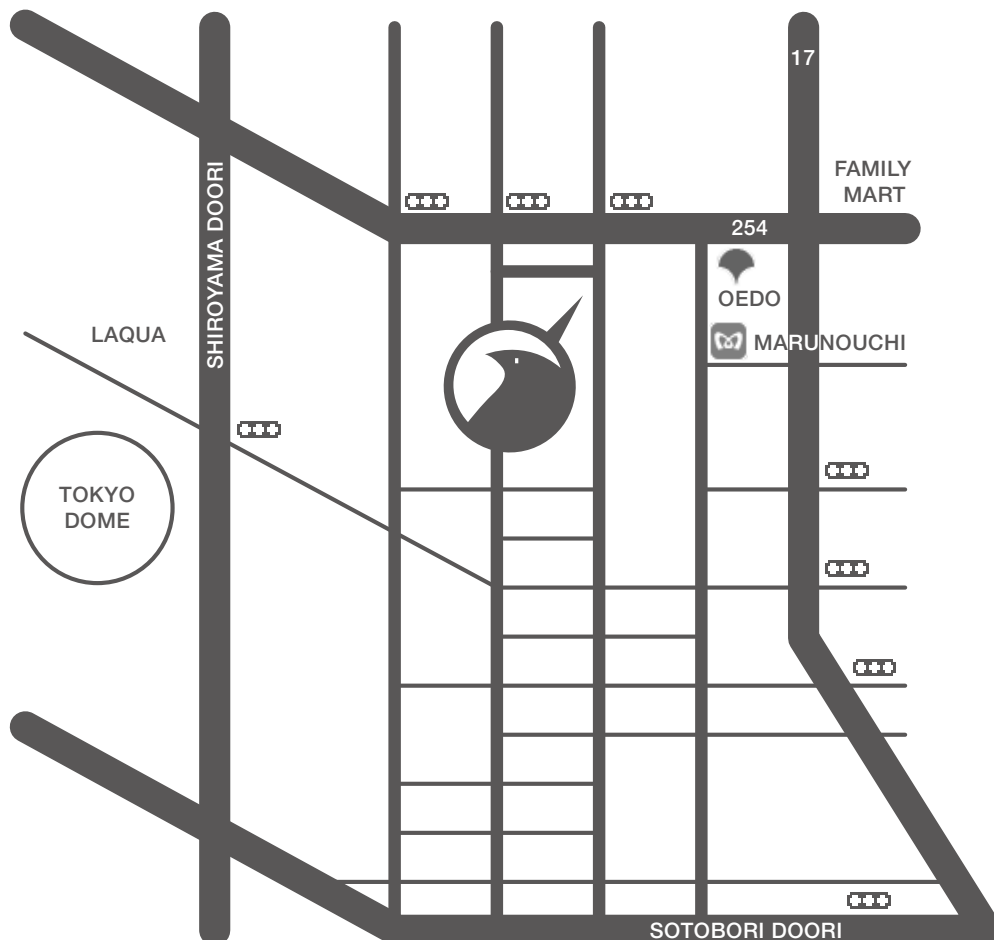 17
FAMILY
MART
SHIROYAMA DOORI
254
OEDO
LAQUA
MARUNOUCHI
TOKYO
DOME
SOTOBORI DOORI